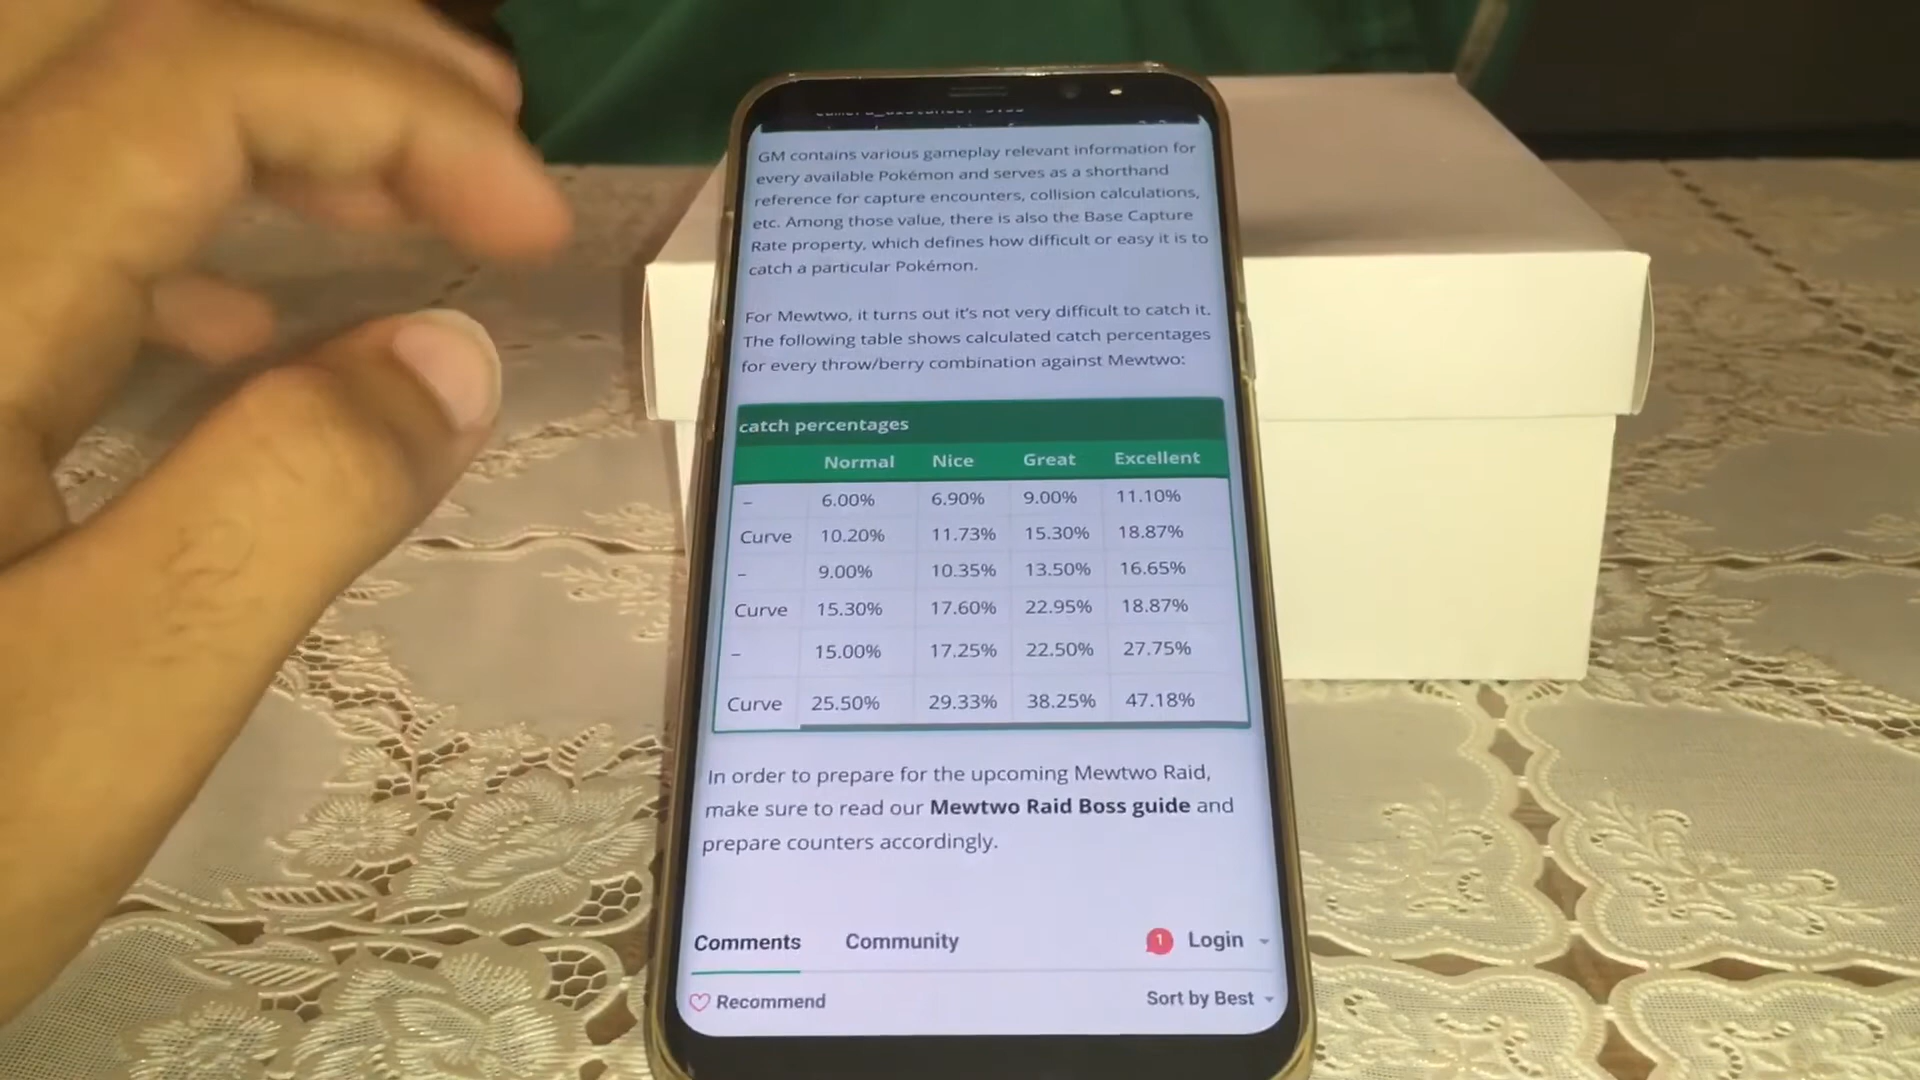 GM contains various gameplay relevant information for
every available Pokémon and serves as a shorthand
reference for capture encounters, collision calculations,
etc. Among those value, there is also the Base Capture
Rate property, which defines how difficult or easy it is to
catch a particular Pokémon.
For Mewtwo, it turns out it's not very difficult to catch it.
The following table shows calculated catch percentages
for every throw/berry combination against Mewtwo:
catch percentages
Normal Nice Great Excellent
– 6.00% 6.90% 9.00% 11.10%
Curve 10.20% 11.73% 15.30% 18.87%
– 9.00% 10.35% 13.50% 16.65%
Curve 15.30% 17.60% 22.95% 18.87%
– 15.00% 17.25% 22.50% 27.75%
Curve 25.50% 29.33% 38.25% 47.18%
In order to prepare for the upcoming Mewtwo Raid,
make sure to read our Mewtwo Raid Boss guide and
prepare counters accordingly.
Comments Community 1 Login
Recommend Sort by Best